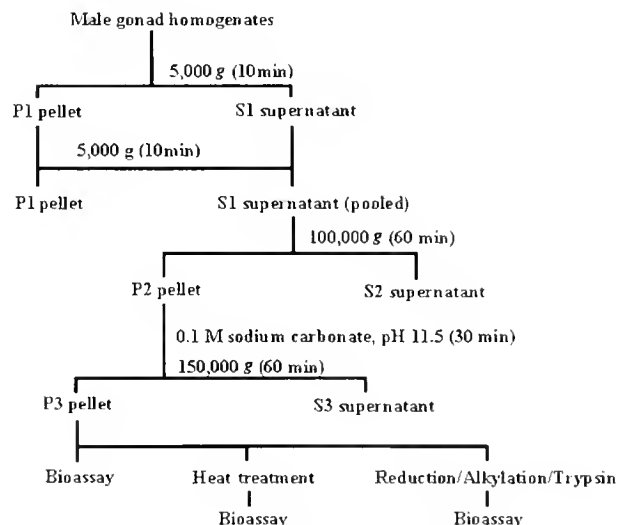 Male gonad homogenates
5,000 g (10min)
P1 pellet S1 supernatant
5,000 g (10min)
P1 pellet S1 supernatant (pooled)
100,000 g (60 min)
P2 pellet S2 supernatant
0.1 M sodium carbonate, pH 11.5 (30 min)
150,000 g (60 min)
P3 pellet S3 supernatant
Bioassay Heat treatment Reduction/Alkylation/Trypsin
Bioassay Bioassay